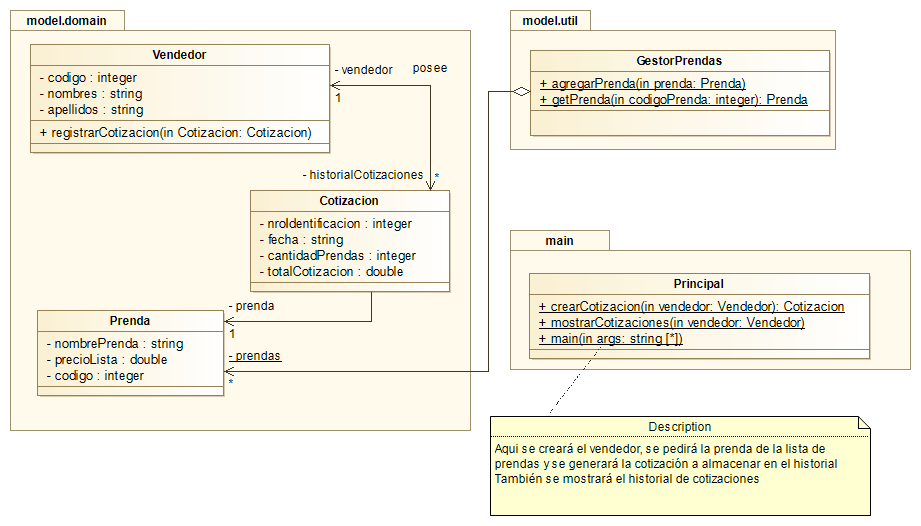 model.domain
Vendedor
- codigo : integer
- nombres : string
- apellidos : string
+ registrarCotizacion(in Cotizacion: Cotizacion)
- vendedor
posee
1
- historialCotizaciones
*
Cotizacion
- nroIdentificacion : integer
- fecha : string
- cantidadPrendas : integer
- totalCotizacion : double
- prenda
1
Prenda
- nombrePrenda : string
- precioLista : double
- codigo : integer
- prendas
*
model.util
GestorPrendas
+ agregarPrenda(in prenda: Prenda)
+ getPrenda(in codigoPrenda: integer): Prenda
main
Principal
+ crearCotizacion(in vendedor: Vendedor): Cotizacion
+ mostrarCotizaciones(in vendedor: Vendedor)
+ main(in args: string [*])
Description
Aqui se creará el vendedor, se pedirá la prenda de la lista de
prendas y se generará la cotización a almacenar en el historial
También se mostrará el historial de cotizaciones